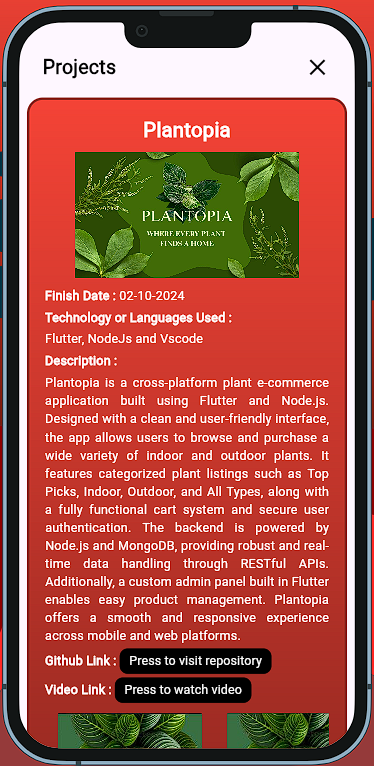 Projects
Plantopia
PLANTOPIA
WHERE EVERY PLANT
FINDS A HOME
Finish Date : 02-10-2024
Technology or Languages Used :
Flutter, NodeJs and Vscode
Description :
Plantopia is a cross-platform plant e-commerce
application built using Flutter and Node.js.
Designed with a clean and user-friendly interface,
the app allows users to browse and purchase a
wide variety of indoor and outdoor plants. It
features categorized plant listings such as Top
Picks, Indoor, Outdoor, and All Types, along with
a fully functional cart system and secure user
authentication. The backend is powered by
Node.js and MongoDB, providing robust and real-
time data handling through RESTful APIs.
Additionally, a custom admin panel built in Flutter
enables easy product management. Plantopia
offers a smooth and responsive experience
across mobile and web platforms.
Github Link : Press to visit repository
Video Link : Press to watch video